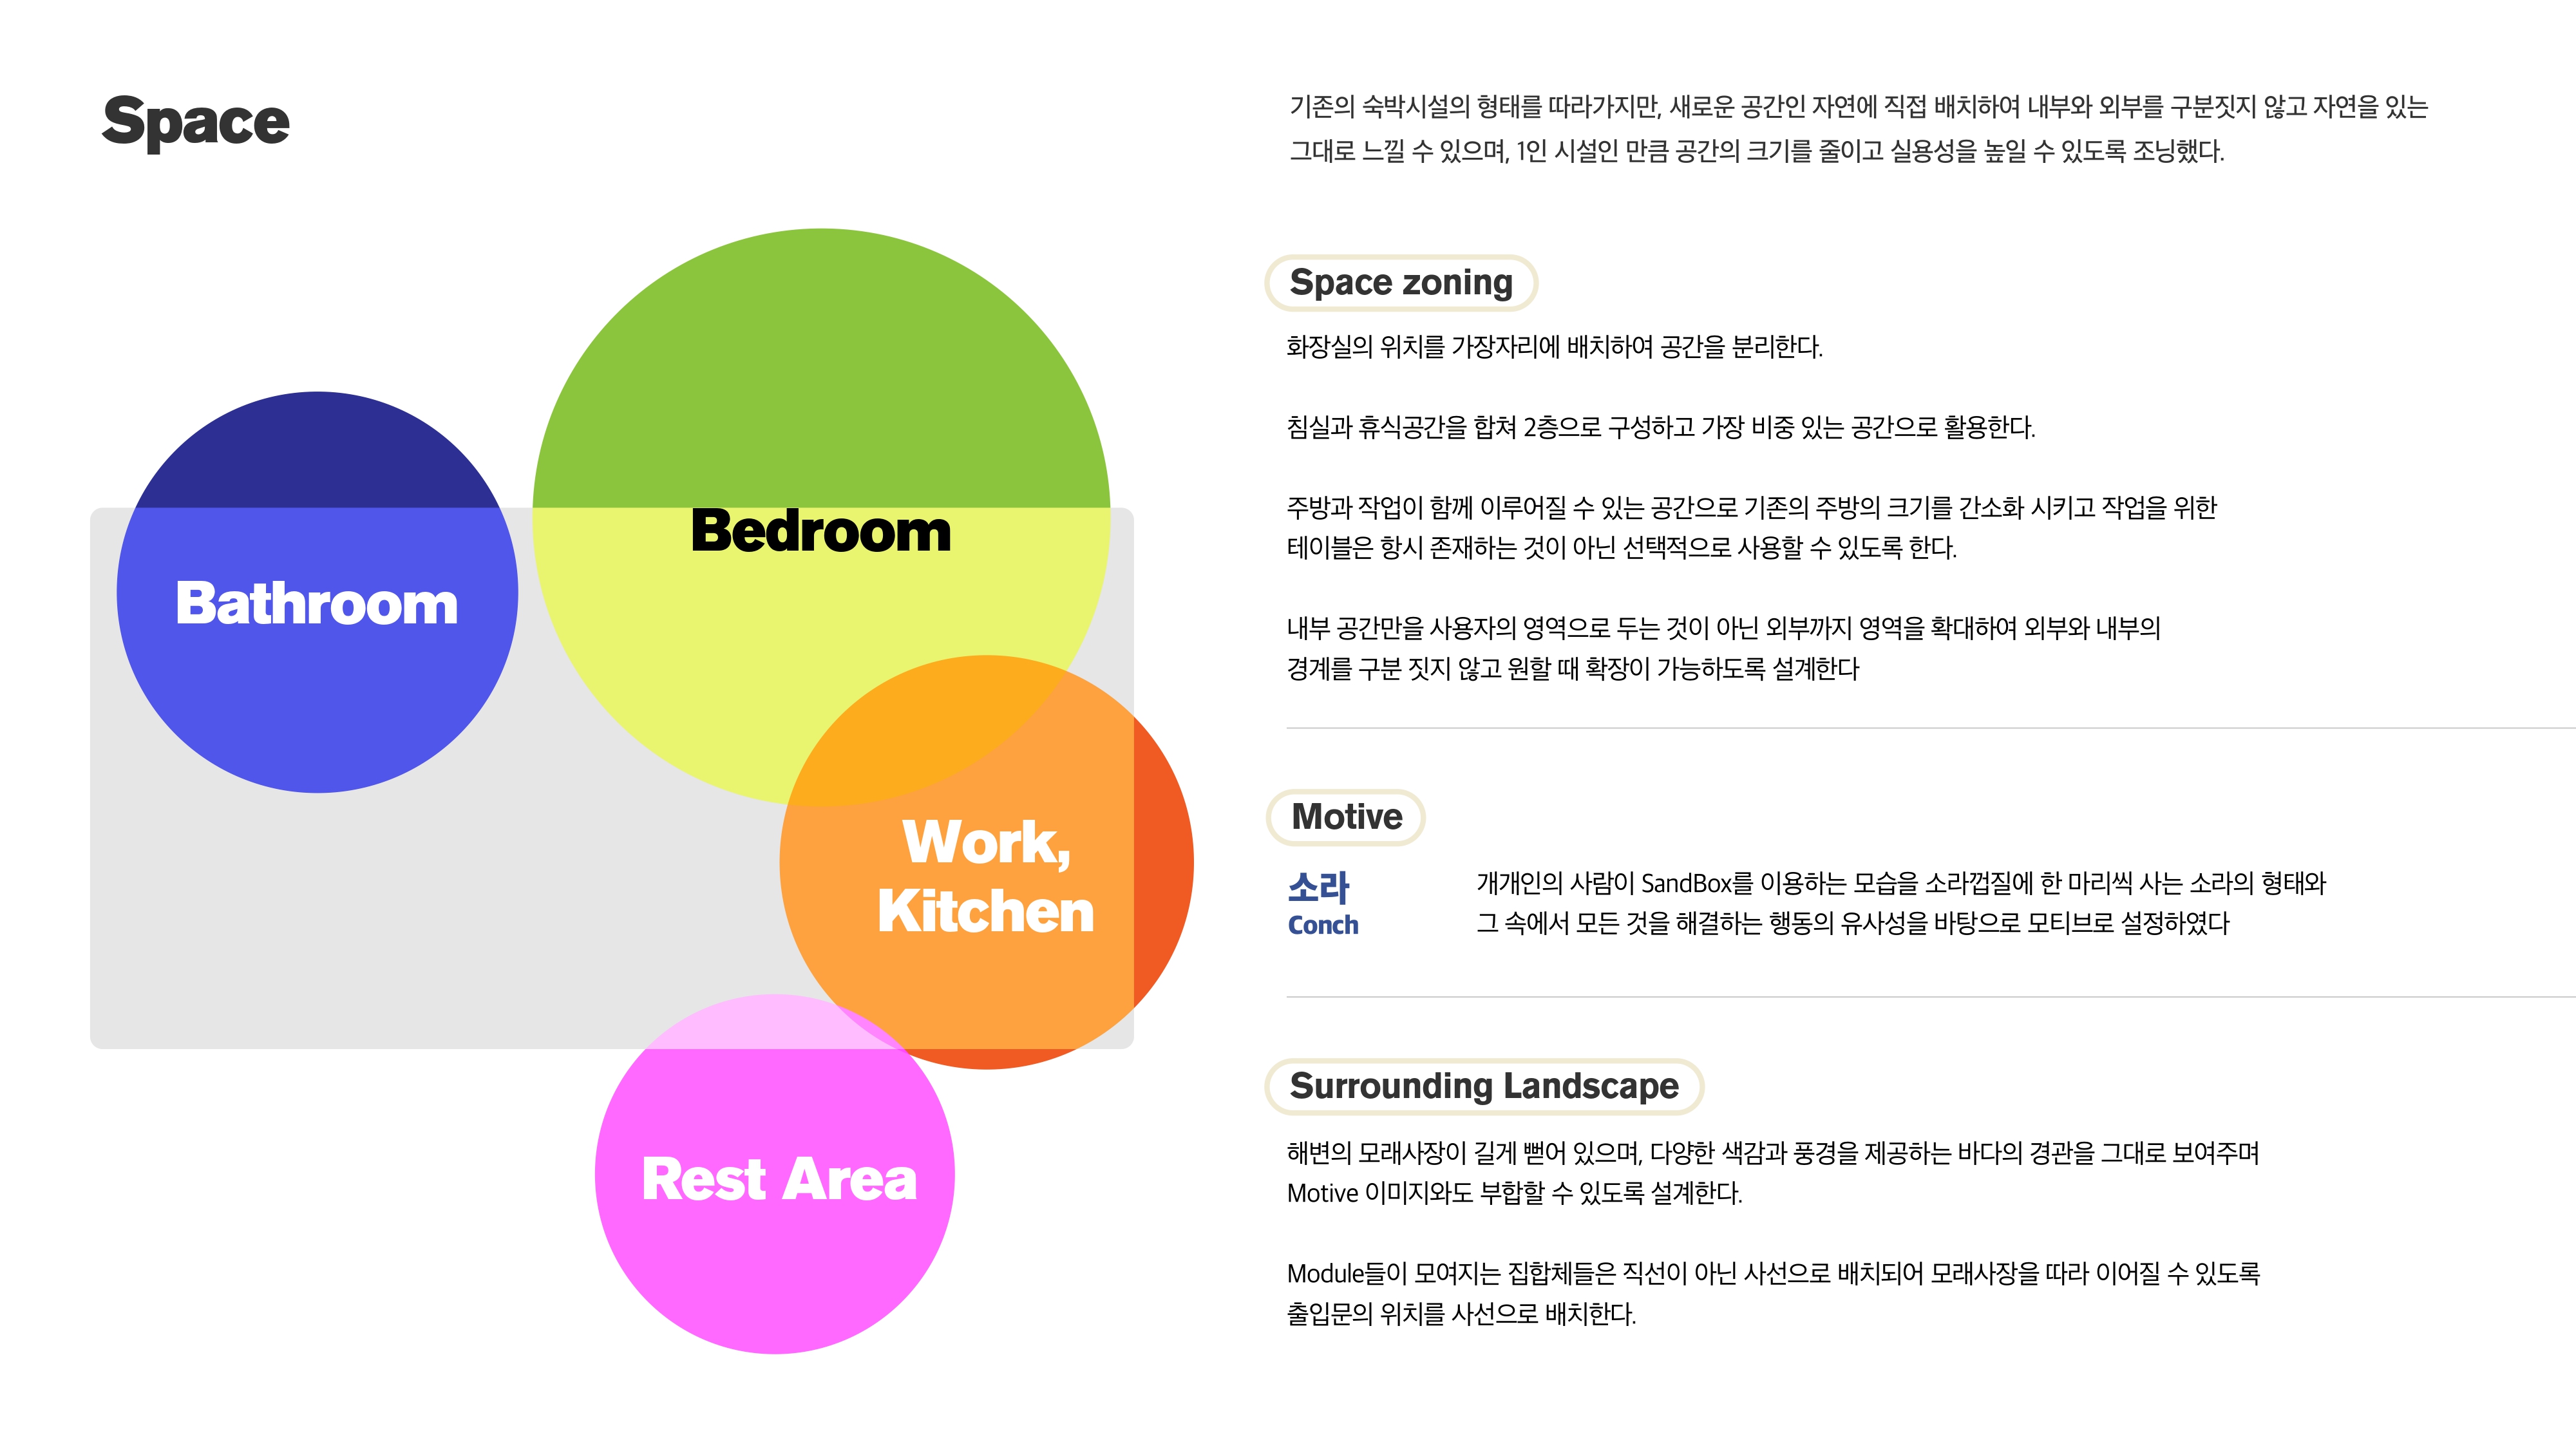 Space
기존의 숙박시설의 형태를 따라가지만, 새로운 공간인 자연에 직접 배치하여 내부와 외부를 구분짓지 않고 자연을 있는
그대로 느낄 수 있으며, 1인 시설인 만큼 공간의 크기를 줄이고 실용성을 높일 수 있도록 조닝했다.
Bedroom
Bathroom
Work,
Kitchen
Rest Area
Space zoning
화장실의 위치를 가장자리에 배치하여 공간을 분리한다.
침실과 휴식공간을 합쳐 2층으로 구성하고 가장 비중 있는 공간으로 활용한다.
주방과 작업이 함께 이루어질 수 있는 공간으로 기존의 주방의 크기를 간소화 시키고 작업을 위한
테이블은 항시 존재하는 것이 아닌 선택적으로 사용할 수 있도록 한다.
내부 공간만을 사용자의 영역으로 두는 것이 아닌 외부까지 영역을 확대하여 외부와 내부의
경계를 구분 짓지 않고 원할 때 확장이 가능하도록 설계한다
Motive
소라
Conch
개개인의 사람이 SandBox를 이용하는 모습을 소라껍질에 한 마리씩 사는 소라의 형태와
그 속에서 모든 것을 해결하는 행동의 유사성을 바탕으로 모티브로 설정하였다
Surrounding Landscape
해변의 모래사장이 길게 뻗어 있으며, 다양한 색감과 풍경을 제공하는 바다의 경관을 그대로 보여주며
Motive 이미지와도 부합할 수 있도록 설계한다.
Module들이 모여지는 집합체들은 직선이 아닌 사선으로 배치되어 모래사장을 따라 이어질 수 있도록
출입문의 위치를 사선으로 배치한다.